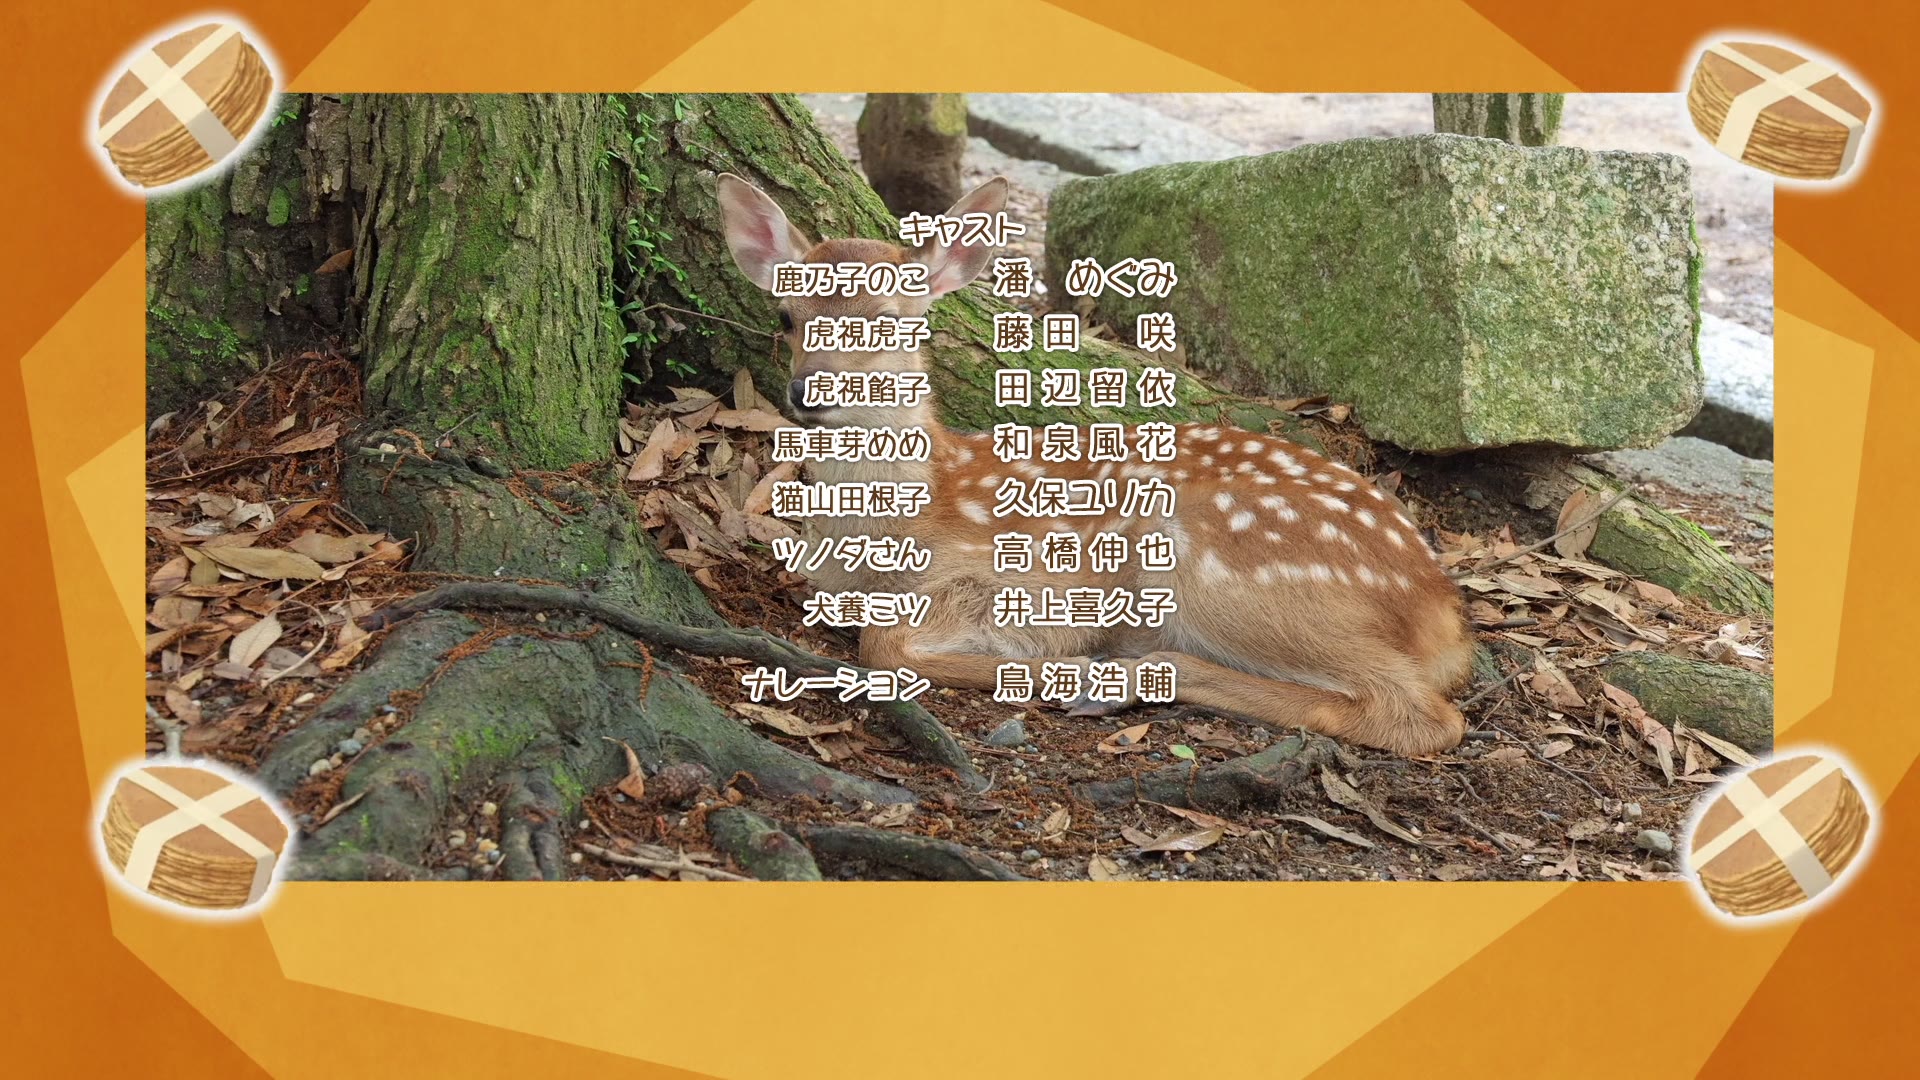 キャスト
鹿乃子のこ 潘 めぐみ
虎視虎子 藤田 咲
虎視餡子 田辺留依
馬車芽めめ 和泉風花
猫山田根子 久保ユリカ
ツノダさん 高橋伸也
犬養ミツ 井上喜久子
ナレーション 鳥海浩輔